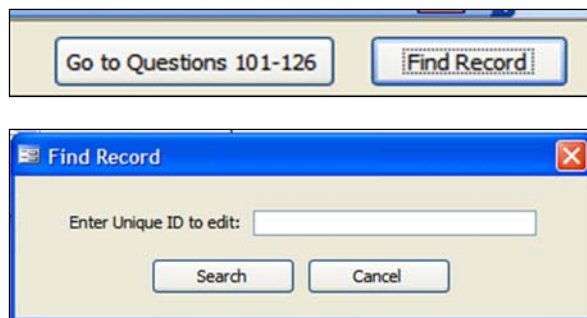 Go to Questions 101-126 Find Record
Find Record
Enter Unique ID to edit:
Search Cancel